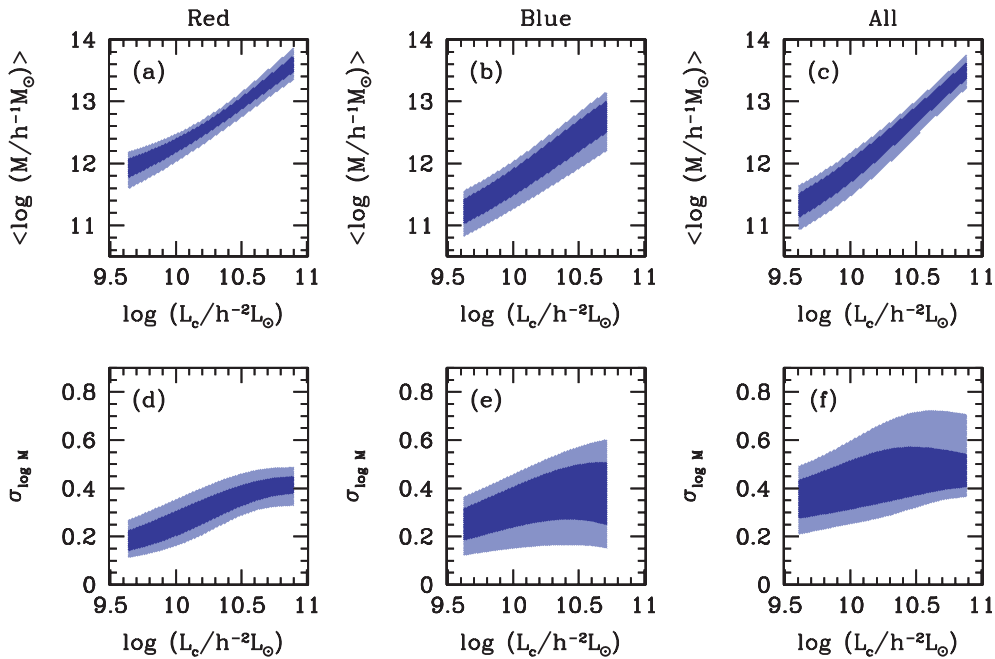 Red Blue All
<log (M/h⁻¹M☉)> 14 13 12 11 (a)
<log (M/h⁻¹M☉)> 14 13 12 11 (b)
<log (M/h⁻¹M☉)> 14 13 12 11 (c)
9.5 10 10.5 11 9.5 10 10.5 11 9.5 10 10.5 11
log (L_c/h⁻²L☉) log (L_c/h⁻²L☉) log (L_c/h⁻²L☉)
σ_log M 0.8 0.6 0.4 0.2 0 (d)
σ_log M 0.8 0.6 0.4 0.2 0 (e)
σ_log M 0.8 0.6 0.4 0.2 0 (f)
9.5 10 10.5 11 9.5 10 10.5 11 9.5 10 10.5 11
log (L_c/h⁻²L☉) log (L_c/h⁻²L☉) log (L_c/h⁻²L☉)